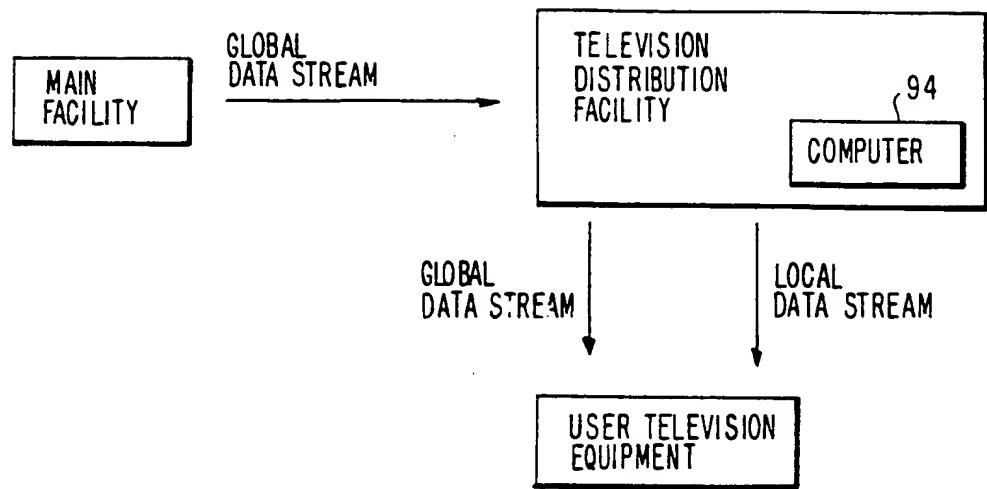 MAIN
FACILITY
GLOBAL
DATA STREAM
TELEVISION
DISTRIBUTION
FACILITY
94
COMPUTER
GLOBAL
DATA STREAM
LOCAL
DATA STREAM
USER TELEVISION
EQUIPMENT